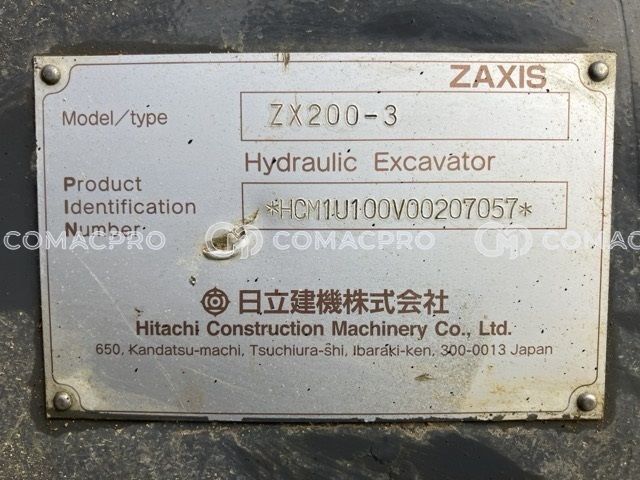 ZAXIS
Model/type ZX200-3
Hydraulic Excavator
Product
Identification *HCM1U100V00207057*
Number
COMACPRO COMACPRO COMACPRO
日立建機株式会社
Hitachi Construction Machinery Co., Ltd.
650, Kandatsu-machi, Tsuchiura-shi, Ibaraki-ken, 300-0013 Japan